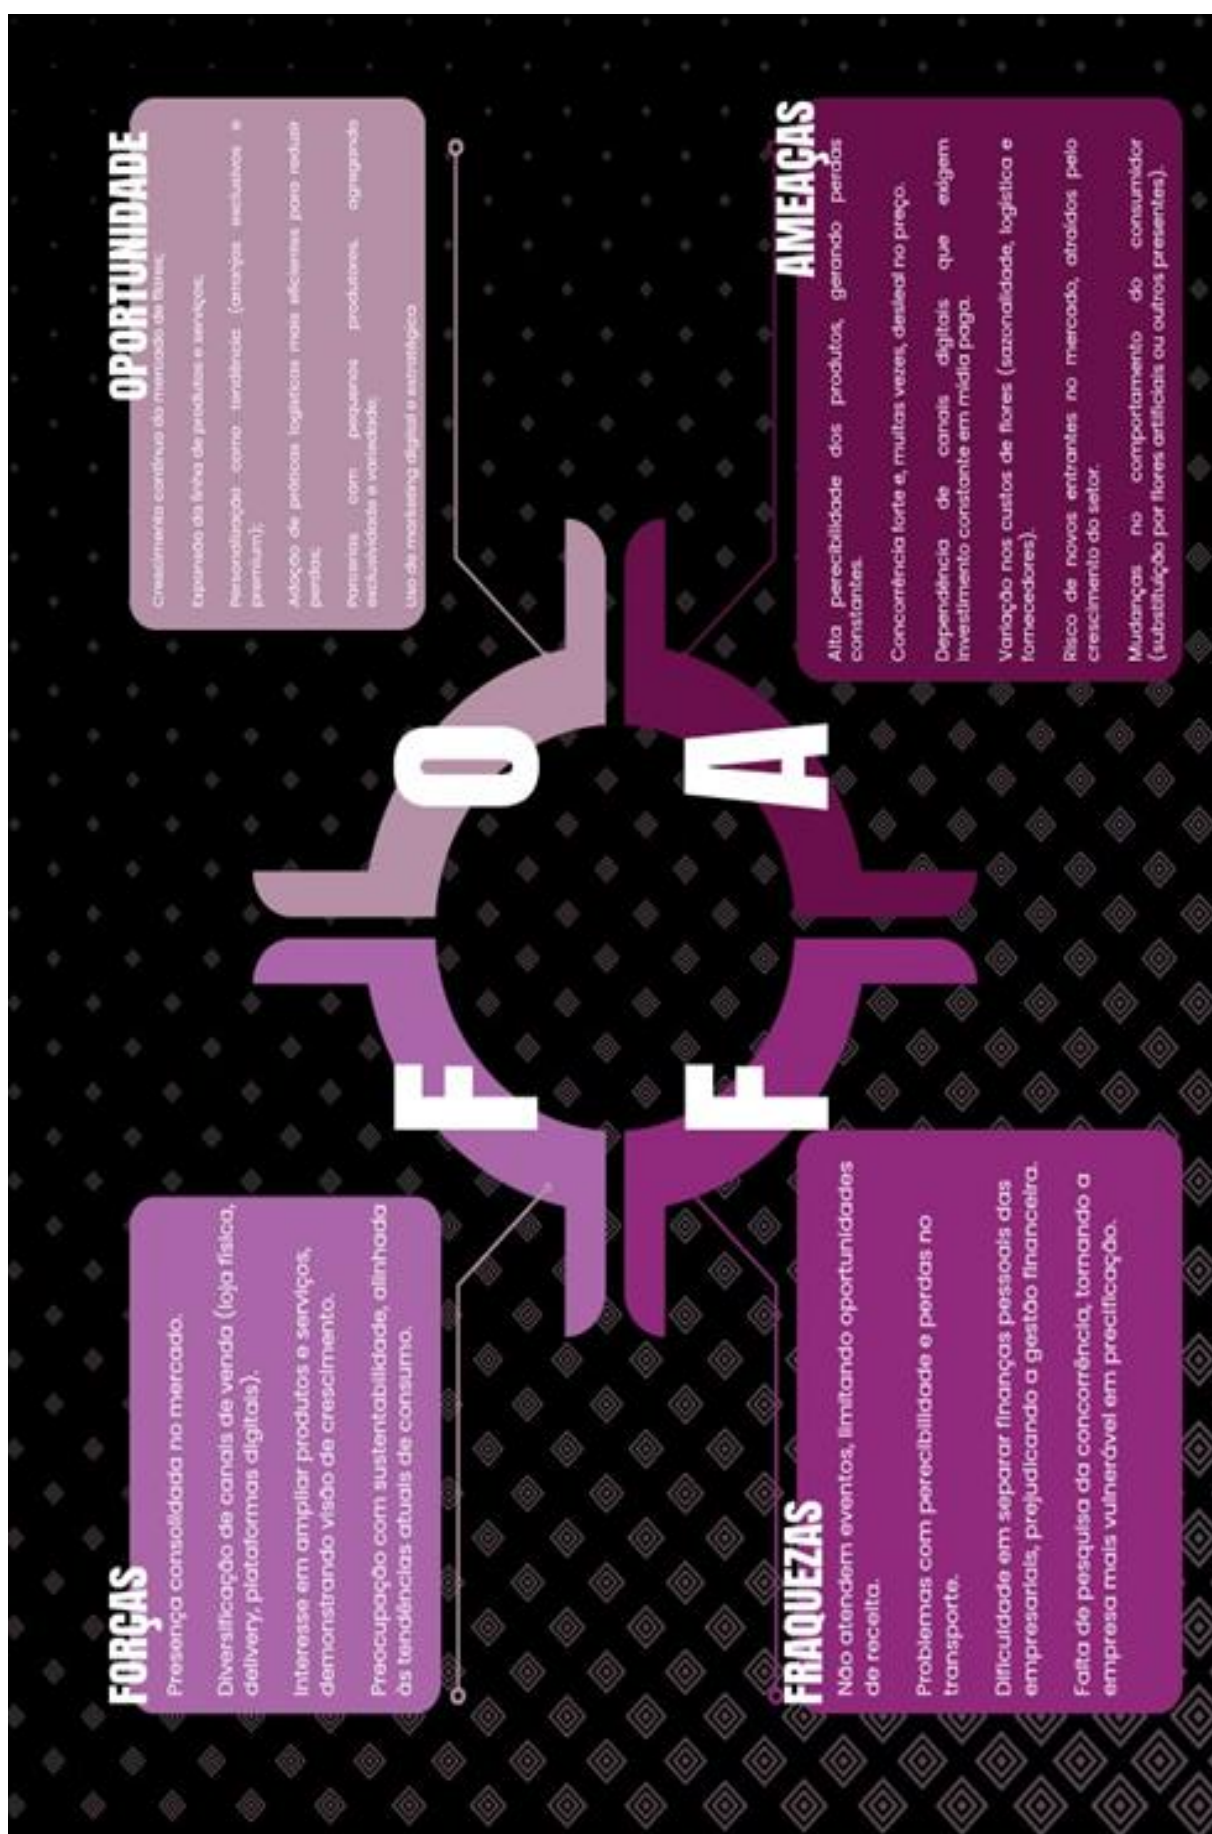 FORÇAS
Presença consolidada no mercado.
Diversificação de canais de venda (loja física,
delivery, plataformas digitais).
Interesse em ampliar produtos e serviços,
demonstrando visão de crescimento.
Preocupação com sustentabilidade, alinhada
às tendências atuais de consumo.
OPORTUNIDADE
Crescimento contínuo do mercado de flores;
Expansão da linha de produtos e serviços;
Personalização como tendência (arranjos exclusivos e
premium);
Adoção de práticas logísticas mais eficientes para reduzir
perdas;
Parcerias com pequenos produtores, agregando
exclusividade e variedade;
Uso de marketing digital e estratégico
F
O
F
A
FRAQUEZAS
Não atendem eventos, limitando oportunidades
de receita.
Problemas com perecibilidade e perdas no
transporte.
Dificuldade em separar finanças pessoais das
empresariais, prejudicando a gestão financeira.
Falta de pesquisa da concorrência, tornando a
empresa mais vulnerável em precificação.
AMEAÇAS
Alta perecibilidade dos produtos, gerando perdas
constantes.
Concorrência forte e, muitas vezes, desleal no preço.
Dependência de canais digitais que exigem
investimento constante em mídia paga.
Variação nos custos de flores (sazonalidade, logística e
fornecedores).
Risco de novos entrantes no mercado, atraídos pelo
crescimento do setor.
Mudanças no comportamento do consumidor
(substituição por flores artificiais ou outros presentes).